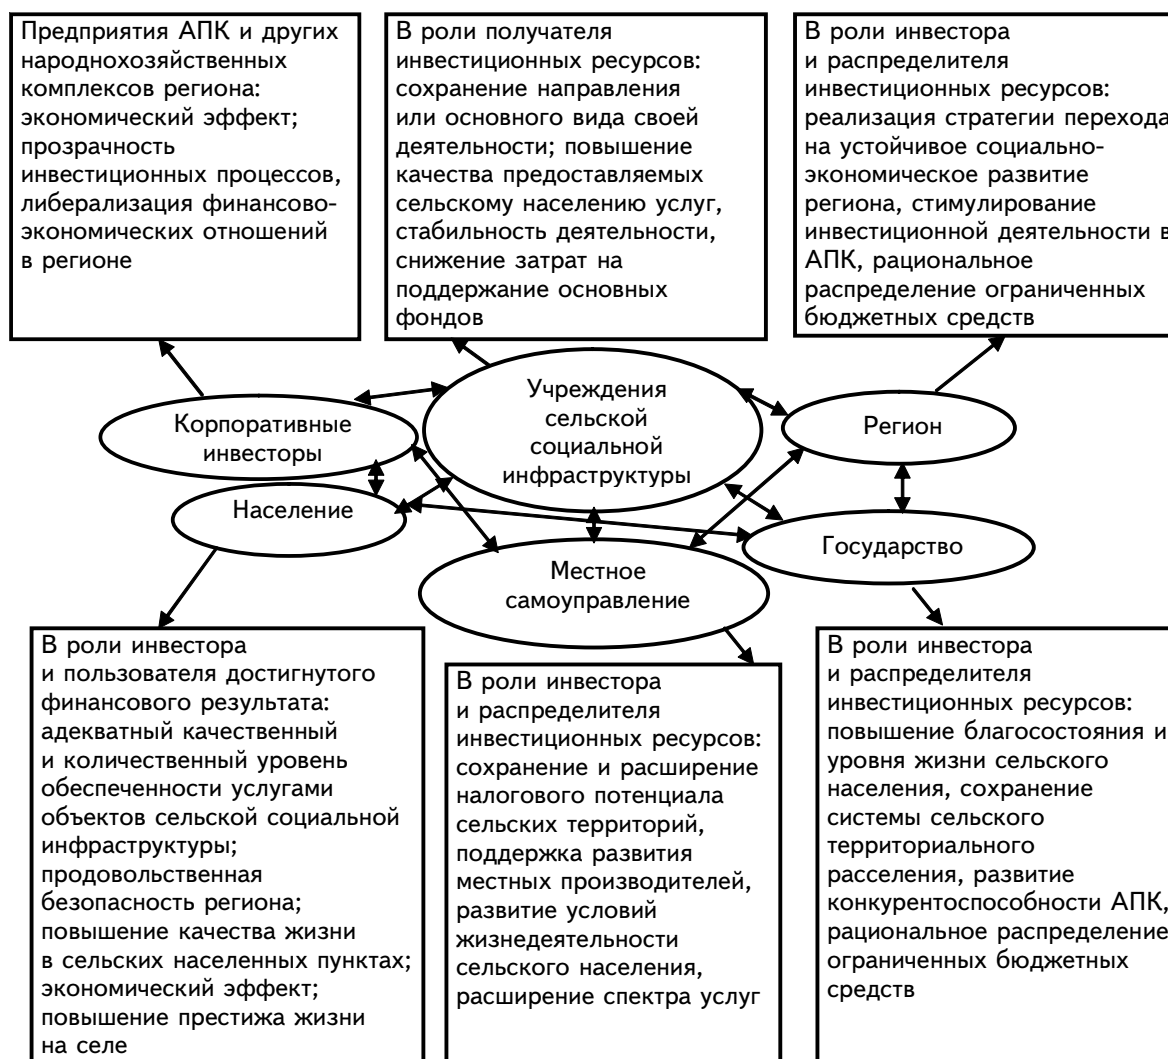 Предприятия АПК и других
народнохозяйственных
комплексов региона:
экономический эффект;
прозрачность
инвестиционных процессов,
либерализация финансово-
экономических отношений
в регионе
В роли получателя
инвестиционных ресурсов:
сохранение направления
или основного вида своей
деятельности; повышение
качества предоставляемых
сельскому населению услуг,
стабильность деятельности,
снижение затрат на
поддержание основных
фондов
В роли инвестора
и распределителя
инвестиционных ресурсов:
реализация стратегии перехода
на устойчивое социально-
экономическое развитие
региона, стимулирование
инвестиционной деятельности в
АПК, рациональное
распределение ограниченных
бюджетных средств
Корпоративные
инвесторы
Учреждения
сельской
социальной
инфраструктуры
Регион
Население
Местное
самоуправление
Государство
В роли инвестора
и пользователя достигнутого
финансового результата:
адекватный качественный
и количественный уровень
обеспеченности услугами
объектов сельской социальной
инфраструктуры;
продовольственная
безопасность региона;
повышение качества жизни
в сельских населенных пунктах;
экономический эффект;
повышение престижа жизни
на селе
В роли инвестора
и распределителя
инвестиционных ресурсов:
сохранение и расширение
налогового потенциала
сельских территорий,
поддержка развития
местных производителей,
развитие условий
жизнедеятельности
сельского населения,
расширение спектра услуг
В роли инвестора
и распределителя
инвестиционных ресурсов:
повышение благосостояния и
уровня жизни сельского
населения, сохранение
системы сельского
территориального
расселения, развитие
конкурентоспособности АПК,
рациональное распределение
ограниченных бюджетных
средств